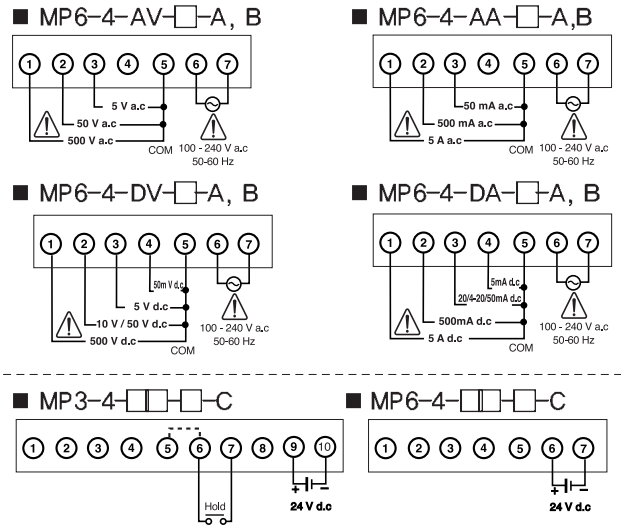 ■ MP6-4-AV-□-A, B
1 2 3 4 5 6 7
5 V a.c
50 V a.c
500 V a.c
COM
100 - 240 V a.c
50-60 Hz
■ MP6-4-AA-□-A,B
1 2 3 4 5 6 7
50 mA a.c
500 mA a.c
5 A a.c
COM
100 - 240 V a.c
50-60 Hz
■ MP6-4-DV-□-A, B
1 2 3 4 5 6 7
50m V d.c
5 V d.c
10 V / 50 V d.c
500 V d.c
COM
100 - 240 V a.c
50-60 Hz
■ MP6-4-DA-□-A, B
1 2 3 4 5 6 7
5mA d.c
20/4-20/50mA d.c
500mA d.c
5 A d.c
COM
100 - 240 V a.c
50-60 Hz
■ MP3-4-□□-□-C
1 2 3 4 5 6 7 8 9 10
Hold
+ -
24 V d.c
■ MP6-4-□□-□-C
1 2 3 4 5 6 7
+ -
24 V d.c